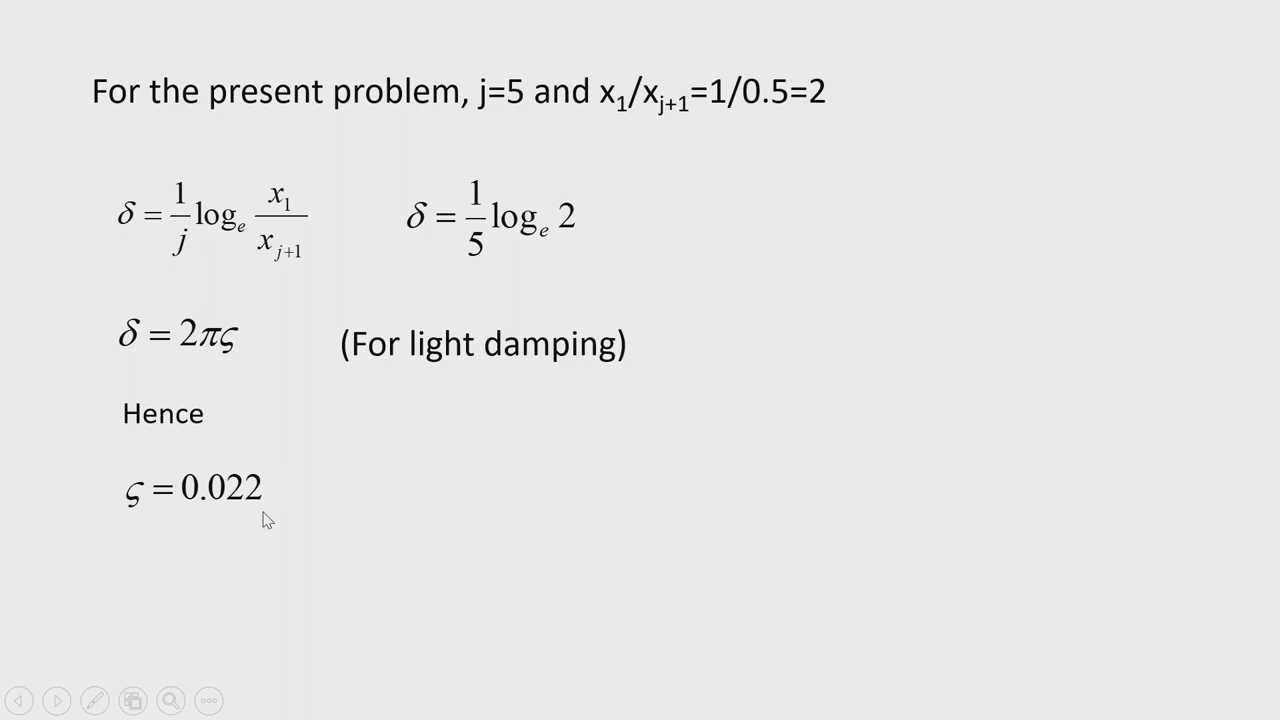 For the present problem, j=5 and x₁/xⱼ₊₁=1/0.5=2
δ = 1/j logₑ x₁/xⱼ₊₁ δ = 1/5 logₑ 2
δ = 2πς (For light damping)
Hence
ς = 0.022